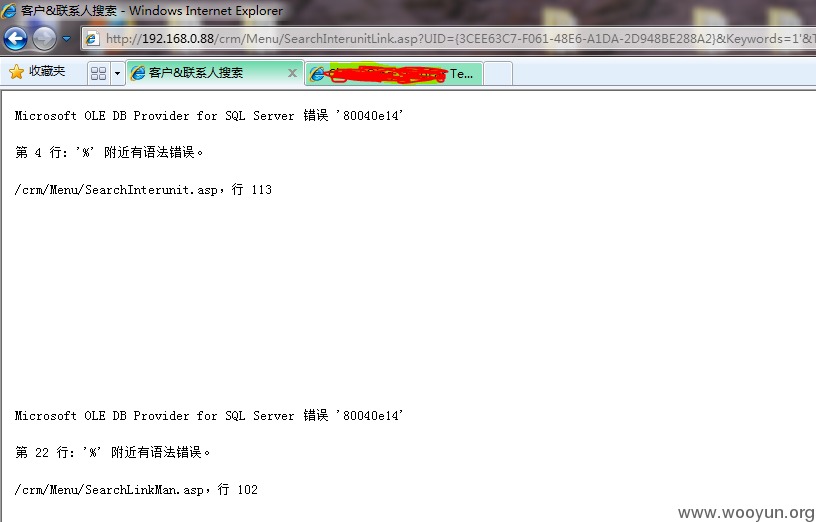 客户&联系人搜索 - Windows Internet Explorer
http://192.168.0.88/crm/Menu/SearchInterunitLink.asp?UID={3CEE63C7-F061-48E6-A1DA-2D948BE288A2}&Keywords=1'&T
收藏夹 客户&联系人搜索 Te...
Microsoft OLE DB Provider for SQL Server 错误 '80040e14'
第 4 行: '%' 附近有语法错误。
/crm/Menu/SearchInterunit.asp，行 113
Microsoft OLE DB Provider for SQL Server 错误 '80040e14'
第 22 行: '%' 附近有语法错误。
/crm/Menu/SearchLinkMan.asp，行 102
www.wooyun.org